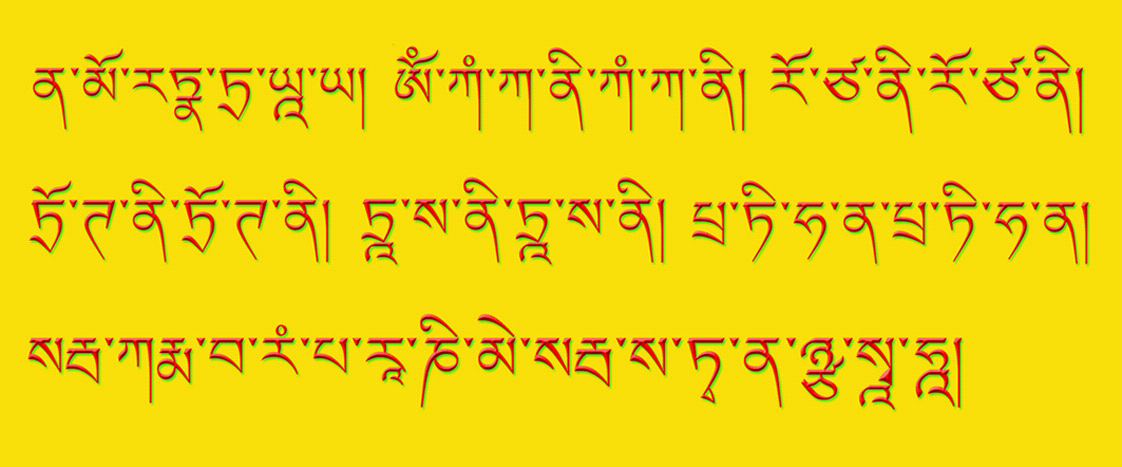 ན་མོ་རཏྣ་ཏྲ་ཡཱ་ཡ། ཨོཾ་ཀཾ་ཀ་ནི་ཀཾ་ཀ་ནི། རོ་ཙ་ནི་རོ་ཙ་ནི།
ཏྲོ་ཊ་ནི་ཏྲོ་ཊ་ནི། ཏྲཱ་ས་ནི་ཏྲཱ་ས་ནི། པྲ་ཏི་ཧ་ན་པྲ་ཏི་ཧ་ན།
སརྦ་ཀརྨ་བ་རཾ་པ་རཱ་ཎི་མེ་སརྦ་ས་ཏྭ་ན་ཉྩ་སྭཱ་ཧཱ།